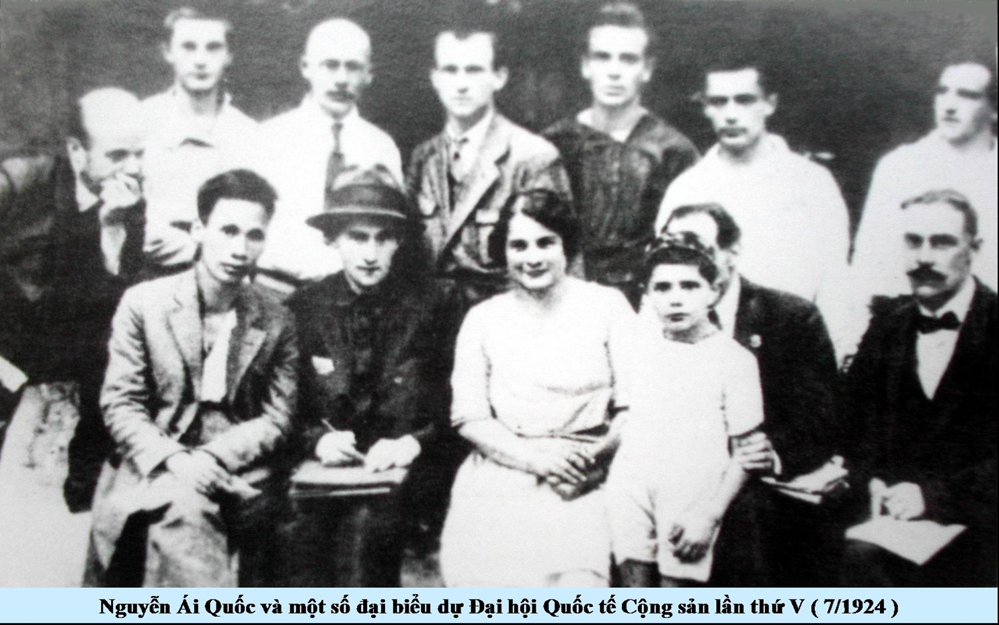 Nguyễn Ái Quốc và một số đại biểu dự Đại hội Quốc tế Cộng sản lần thứ V ( 7/1924 )